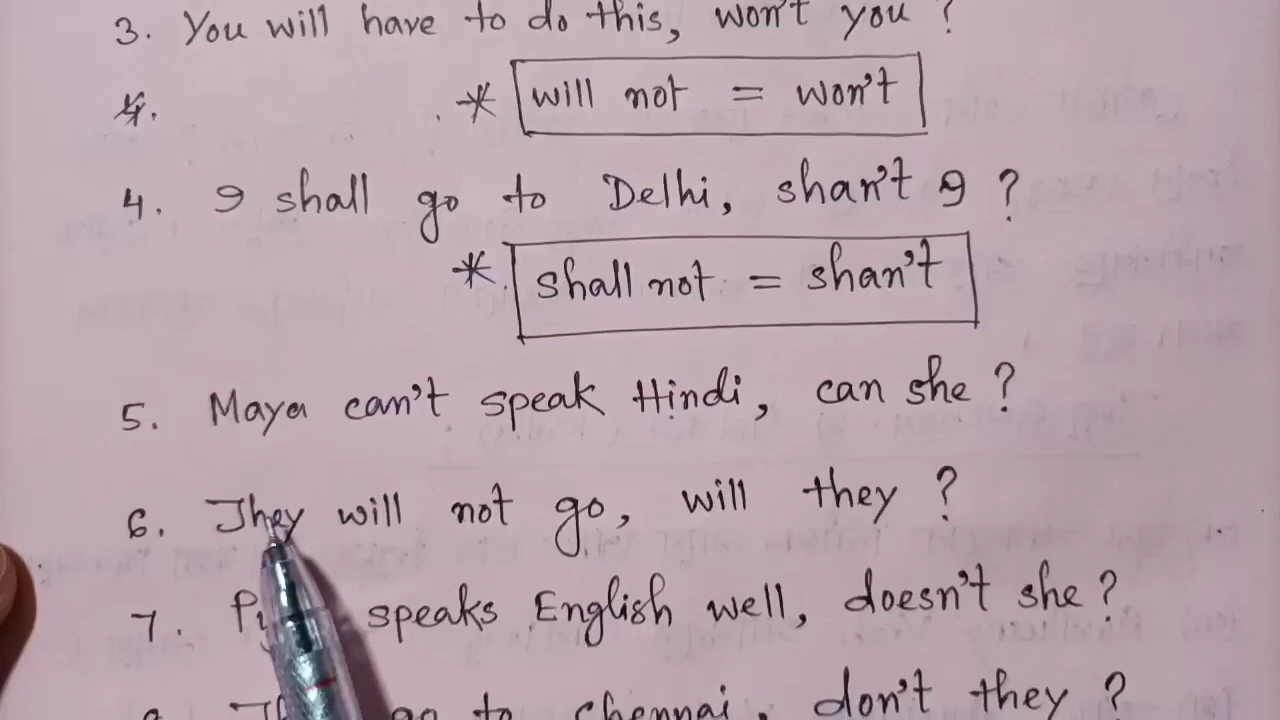 3. You will have to do this, won't you ?
4.
* will not = won't
4. I shall go to Delhi, shan't I ?
* shall not = shan't
5. Maya can't speak Hindi, can she ?
6. They will not go, will they ?
7. speaks English well, doesn't she ?
to chennai, don't they ?